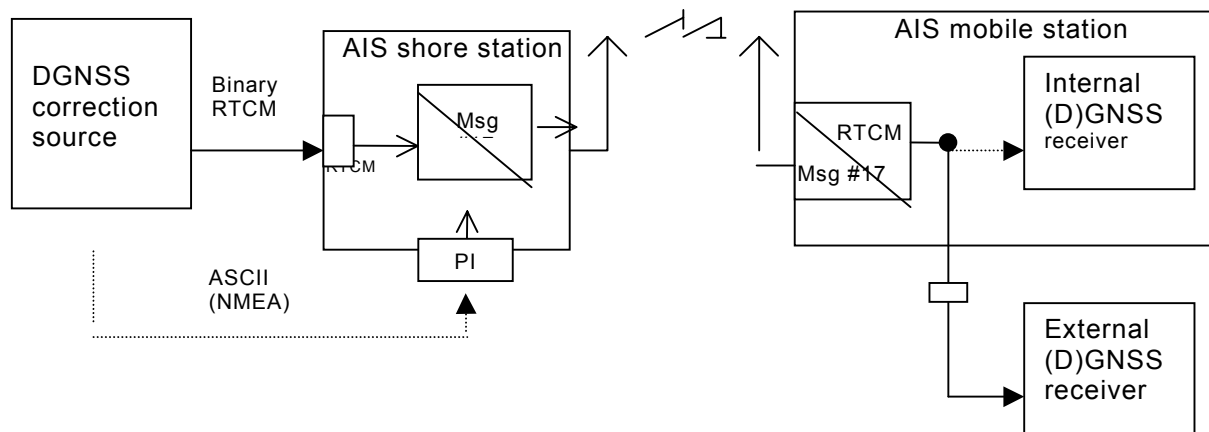 DGNSS
correction
source
Binary
RTCM
AIS shore station
Msg
RTCM
PI
ASCII
(NMEA)
AIS mobile station
RTCM
Msg #17
Internal
(D)GNSS
receiver
External
(D)GNSS
receiver